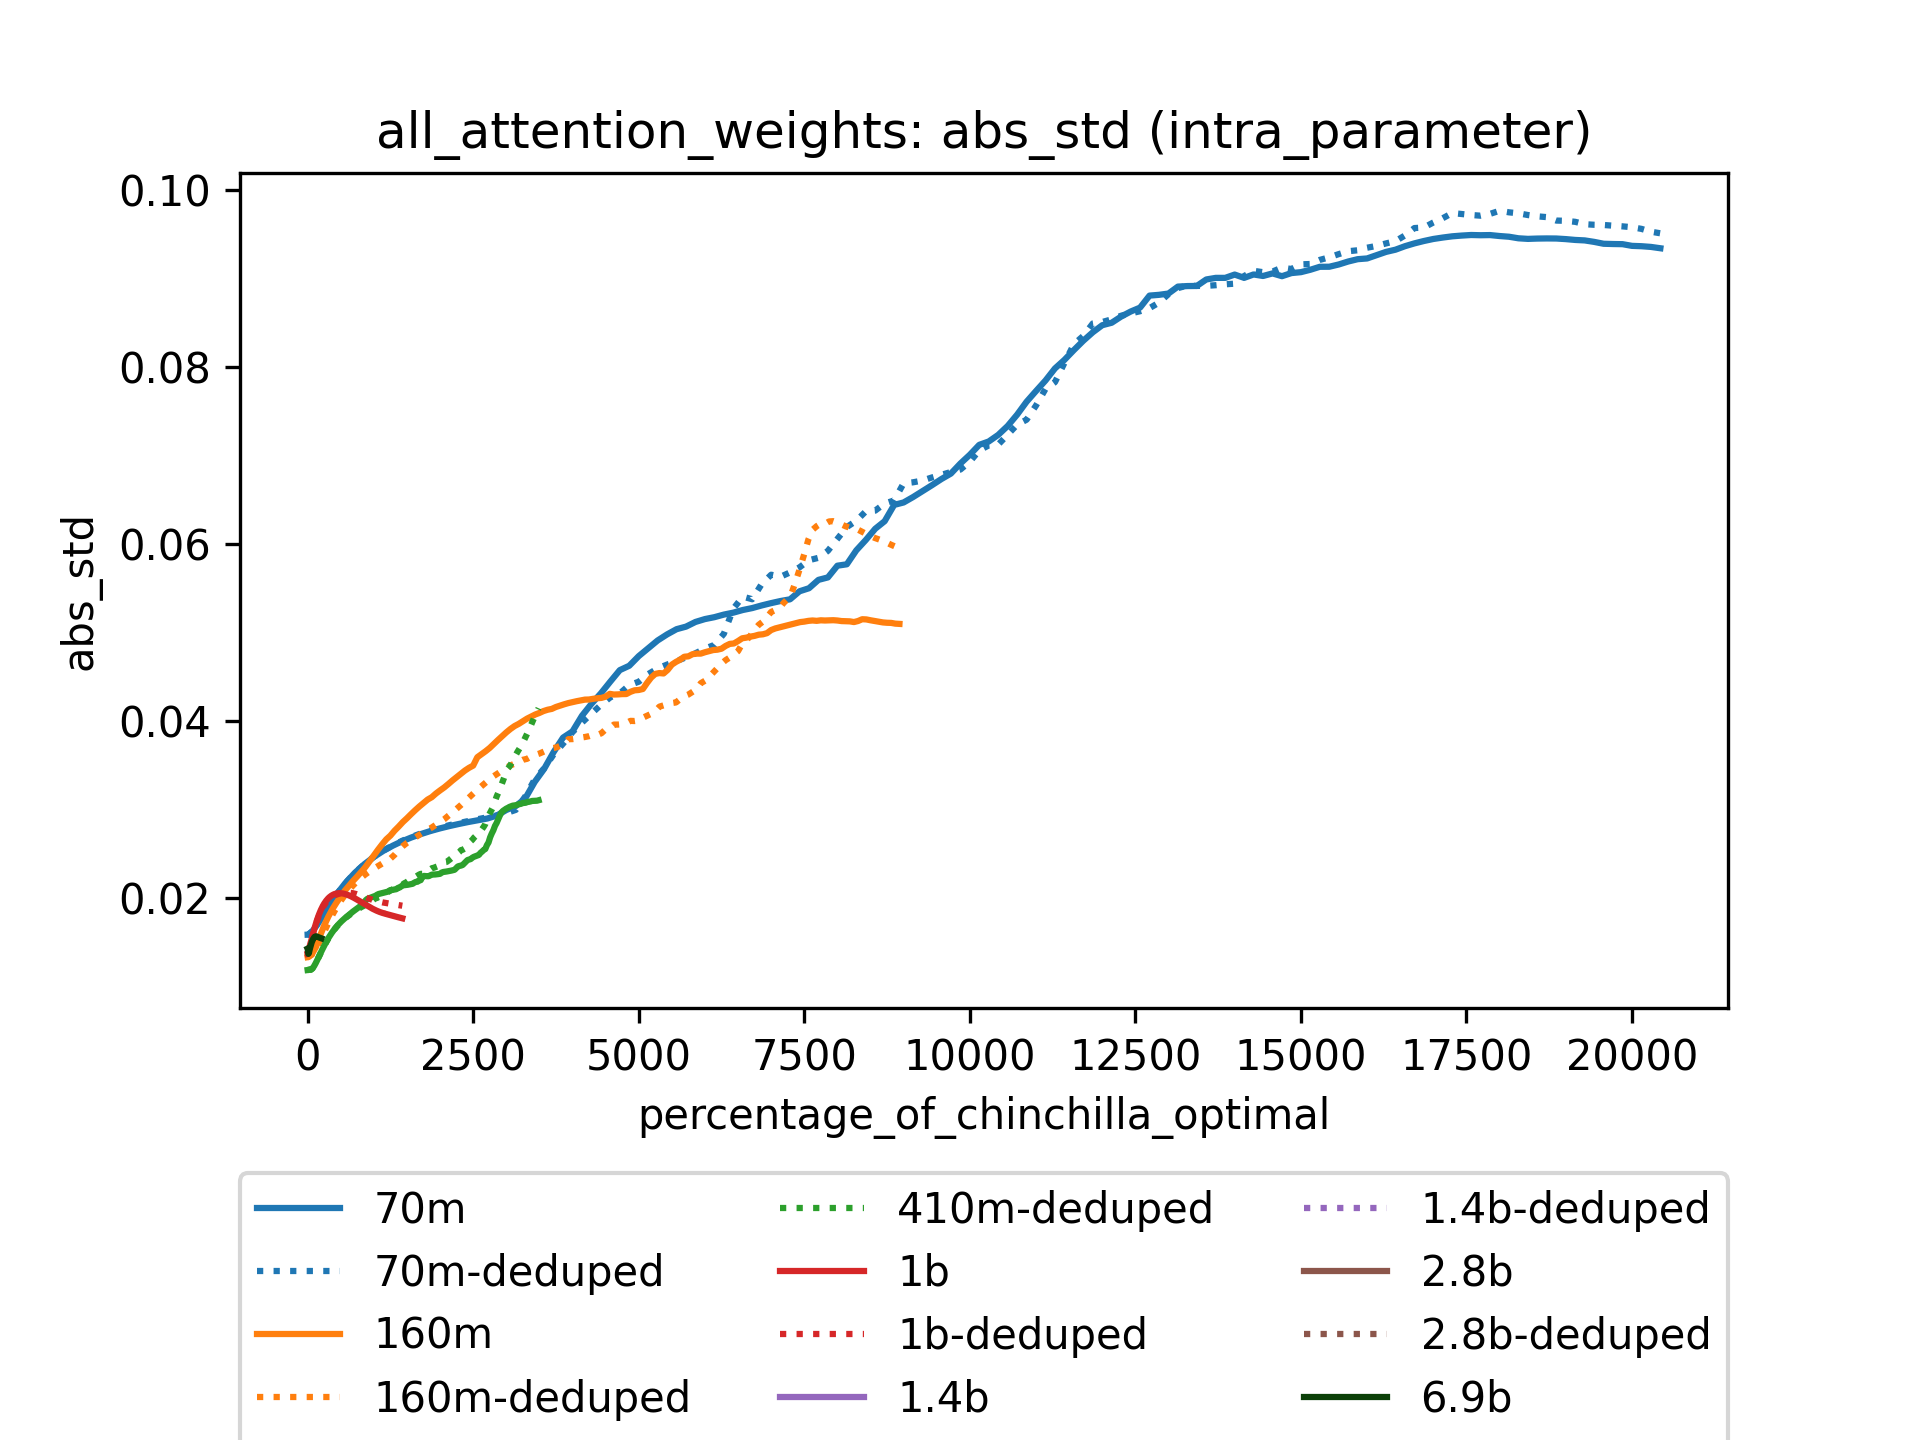 all_attention_weights: abs_std (intra_parameter)
0.10
0.08
0.06
0.04
0.02
abs_std
0 2500 5000 7500 10000 12500 15000 17500 20000
percentage_of_chinchilla_optimal
70m
70m-deduped
160m
160m-deduped
410m-deduped
1b
1b-deduped
1.4b
1.4b-deduped
2.8b
2.8b-deduped
6.9b